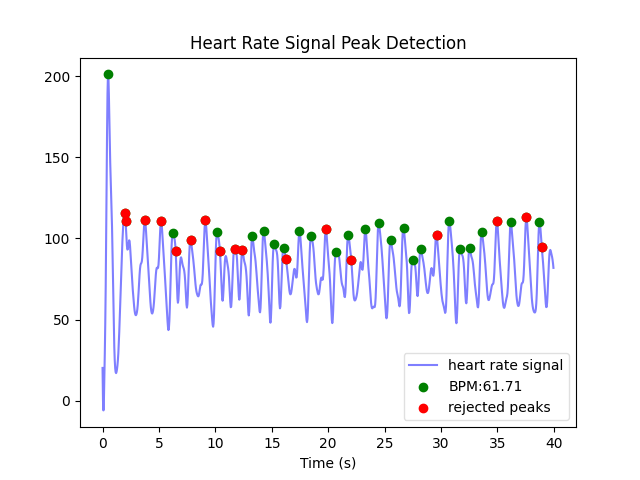 Heart Rate Signal Peak Detection
200
150
100
50
0
heart rate signal
BPM:61.71
rejected peaks
0 5 10 15 20 25 30 35 40
Time (s)